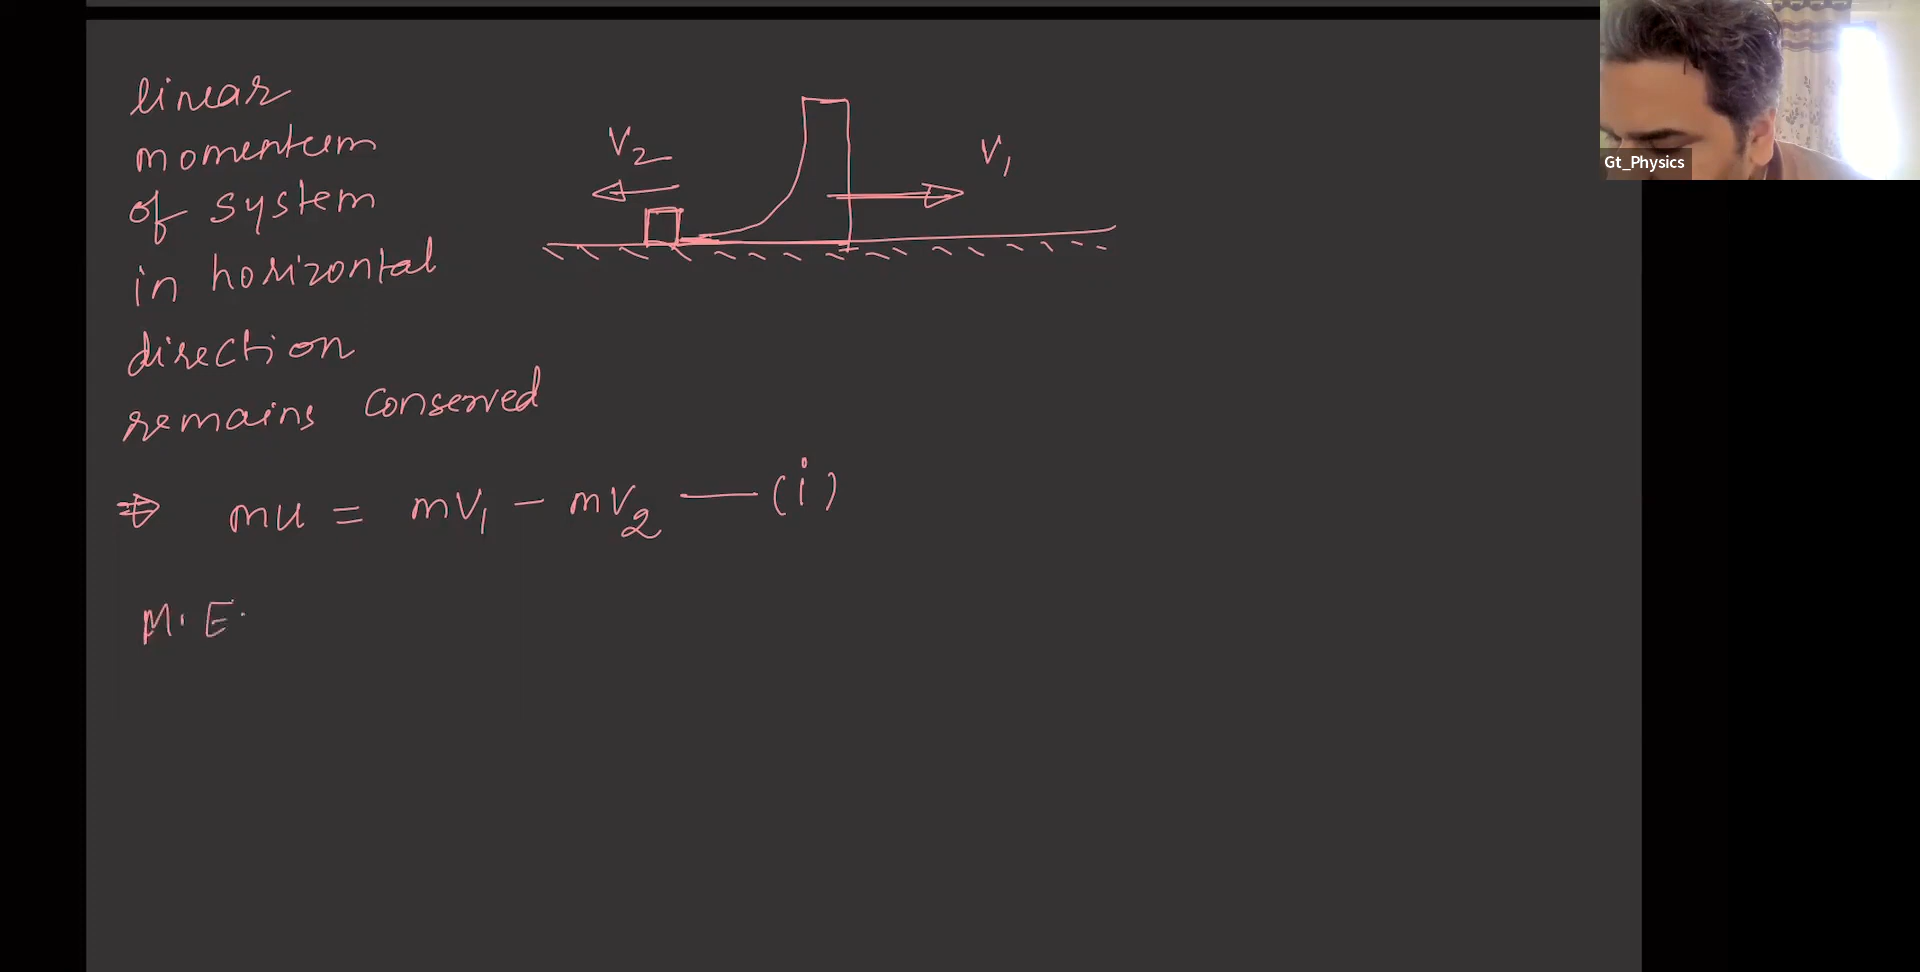 linear
momentum
of system
in horizontal
direction
remains conserved
V₂
V₁
⇒ mu = mV₁ - mV₂ — (i)
M. E.
Gt_Physics